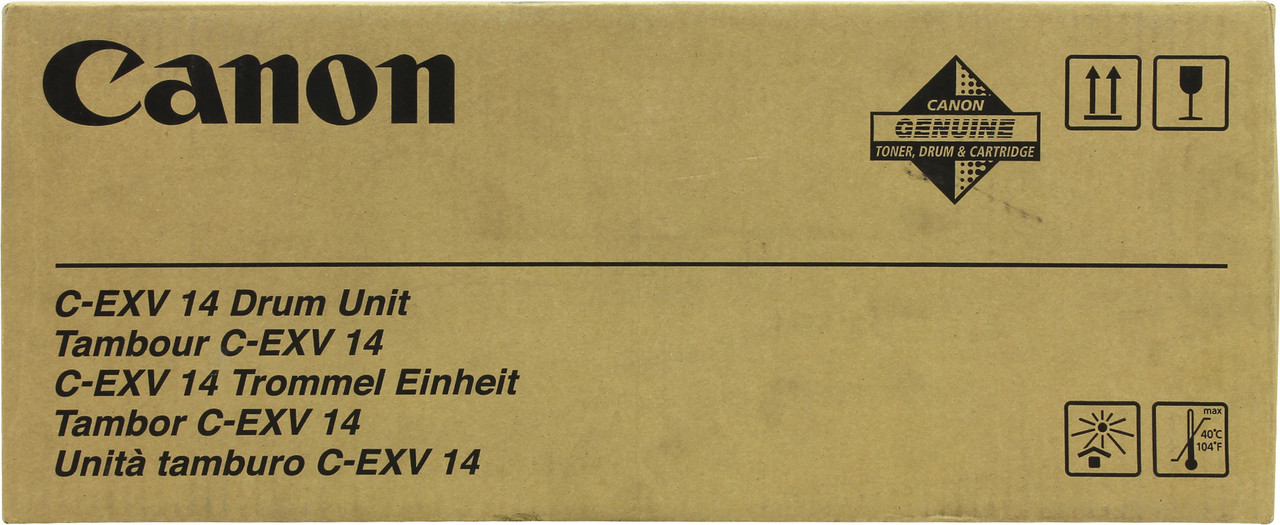 Canon
CANON
GENUINE
TONER, DRUM & CARTRIDGE
C-EXV 14 Drum Unit
Tambour C-EXV 14
C-EXV 14 Trommel Einheit
Tambor C-EXV 14
Unità tamburo C-EXV 14
max
40°C
104°F